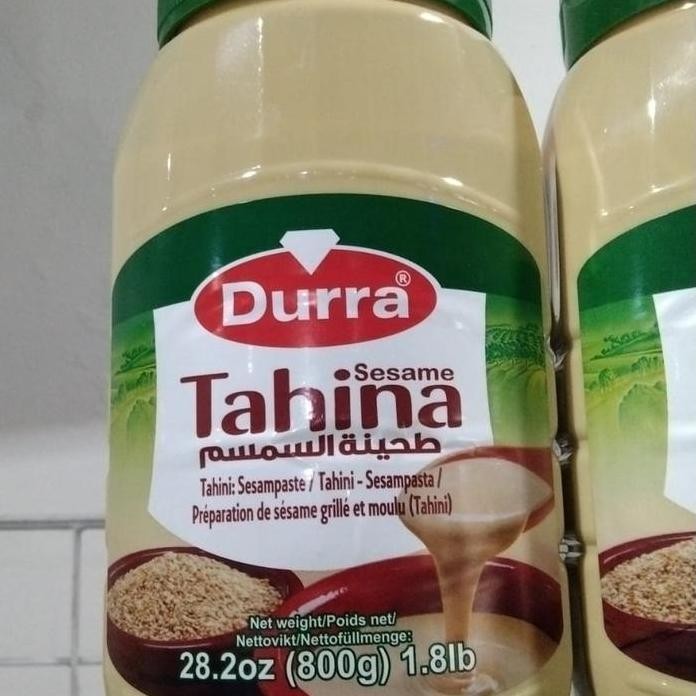 Durra®
Sesame
Tahina
طحينة السمسم
Tahini: Sesampaste / Tahini - Sesampasta /
Préparation de sésame grillé et moulu (Tahini)
Net weight/Poids net/
Nettovikt/Nettofüllmenge:
28.2oz (800g) 1.8lb